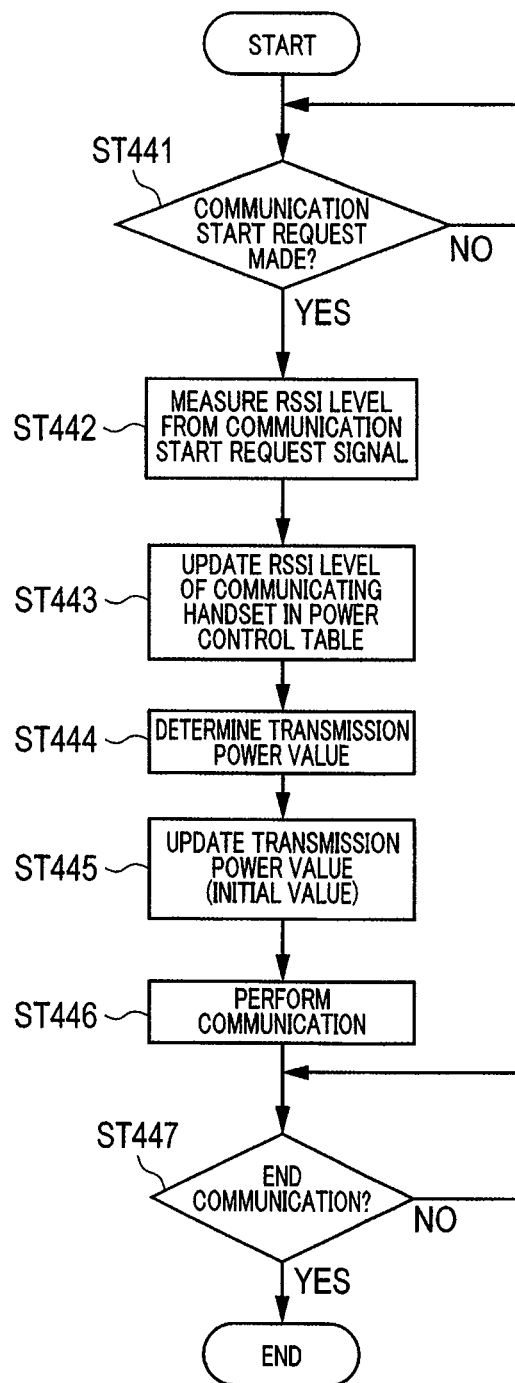 START
ST441
COMMUNICATION
START REQUEST
MADE?
NO
YES
ST442
MEASURE RSSI LEVEL
FROM COMMUNICATION
START REQUEST SIGNAL
ST443
UPDATE RSSI LEVEL
OF COMMUNICATING
HANDSET IN POWER
CONTROL TABLE
ST444
DETERMINE TRANSMISSION
POWER VALUE
ST445
UPDATE TRANSMISSION
POWER VALUE
(INITIAL VALUE)
ST446
PERFORM
COMMUNICATION
ST447
END
COMMUNICATION?
NO
YES
END